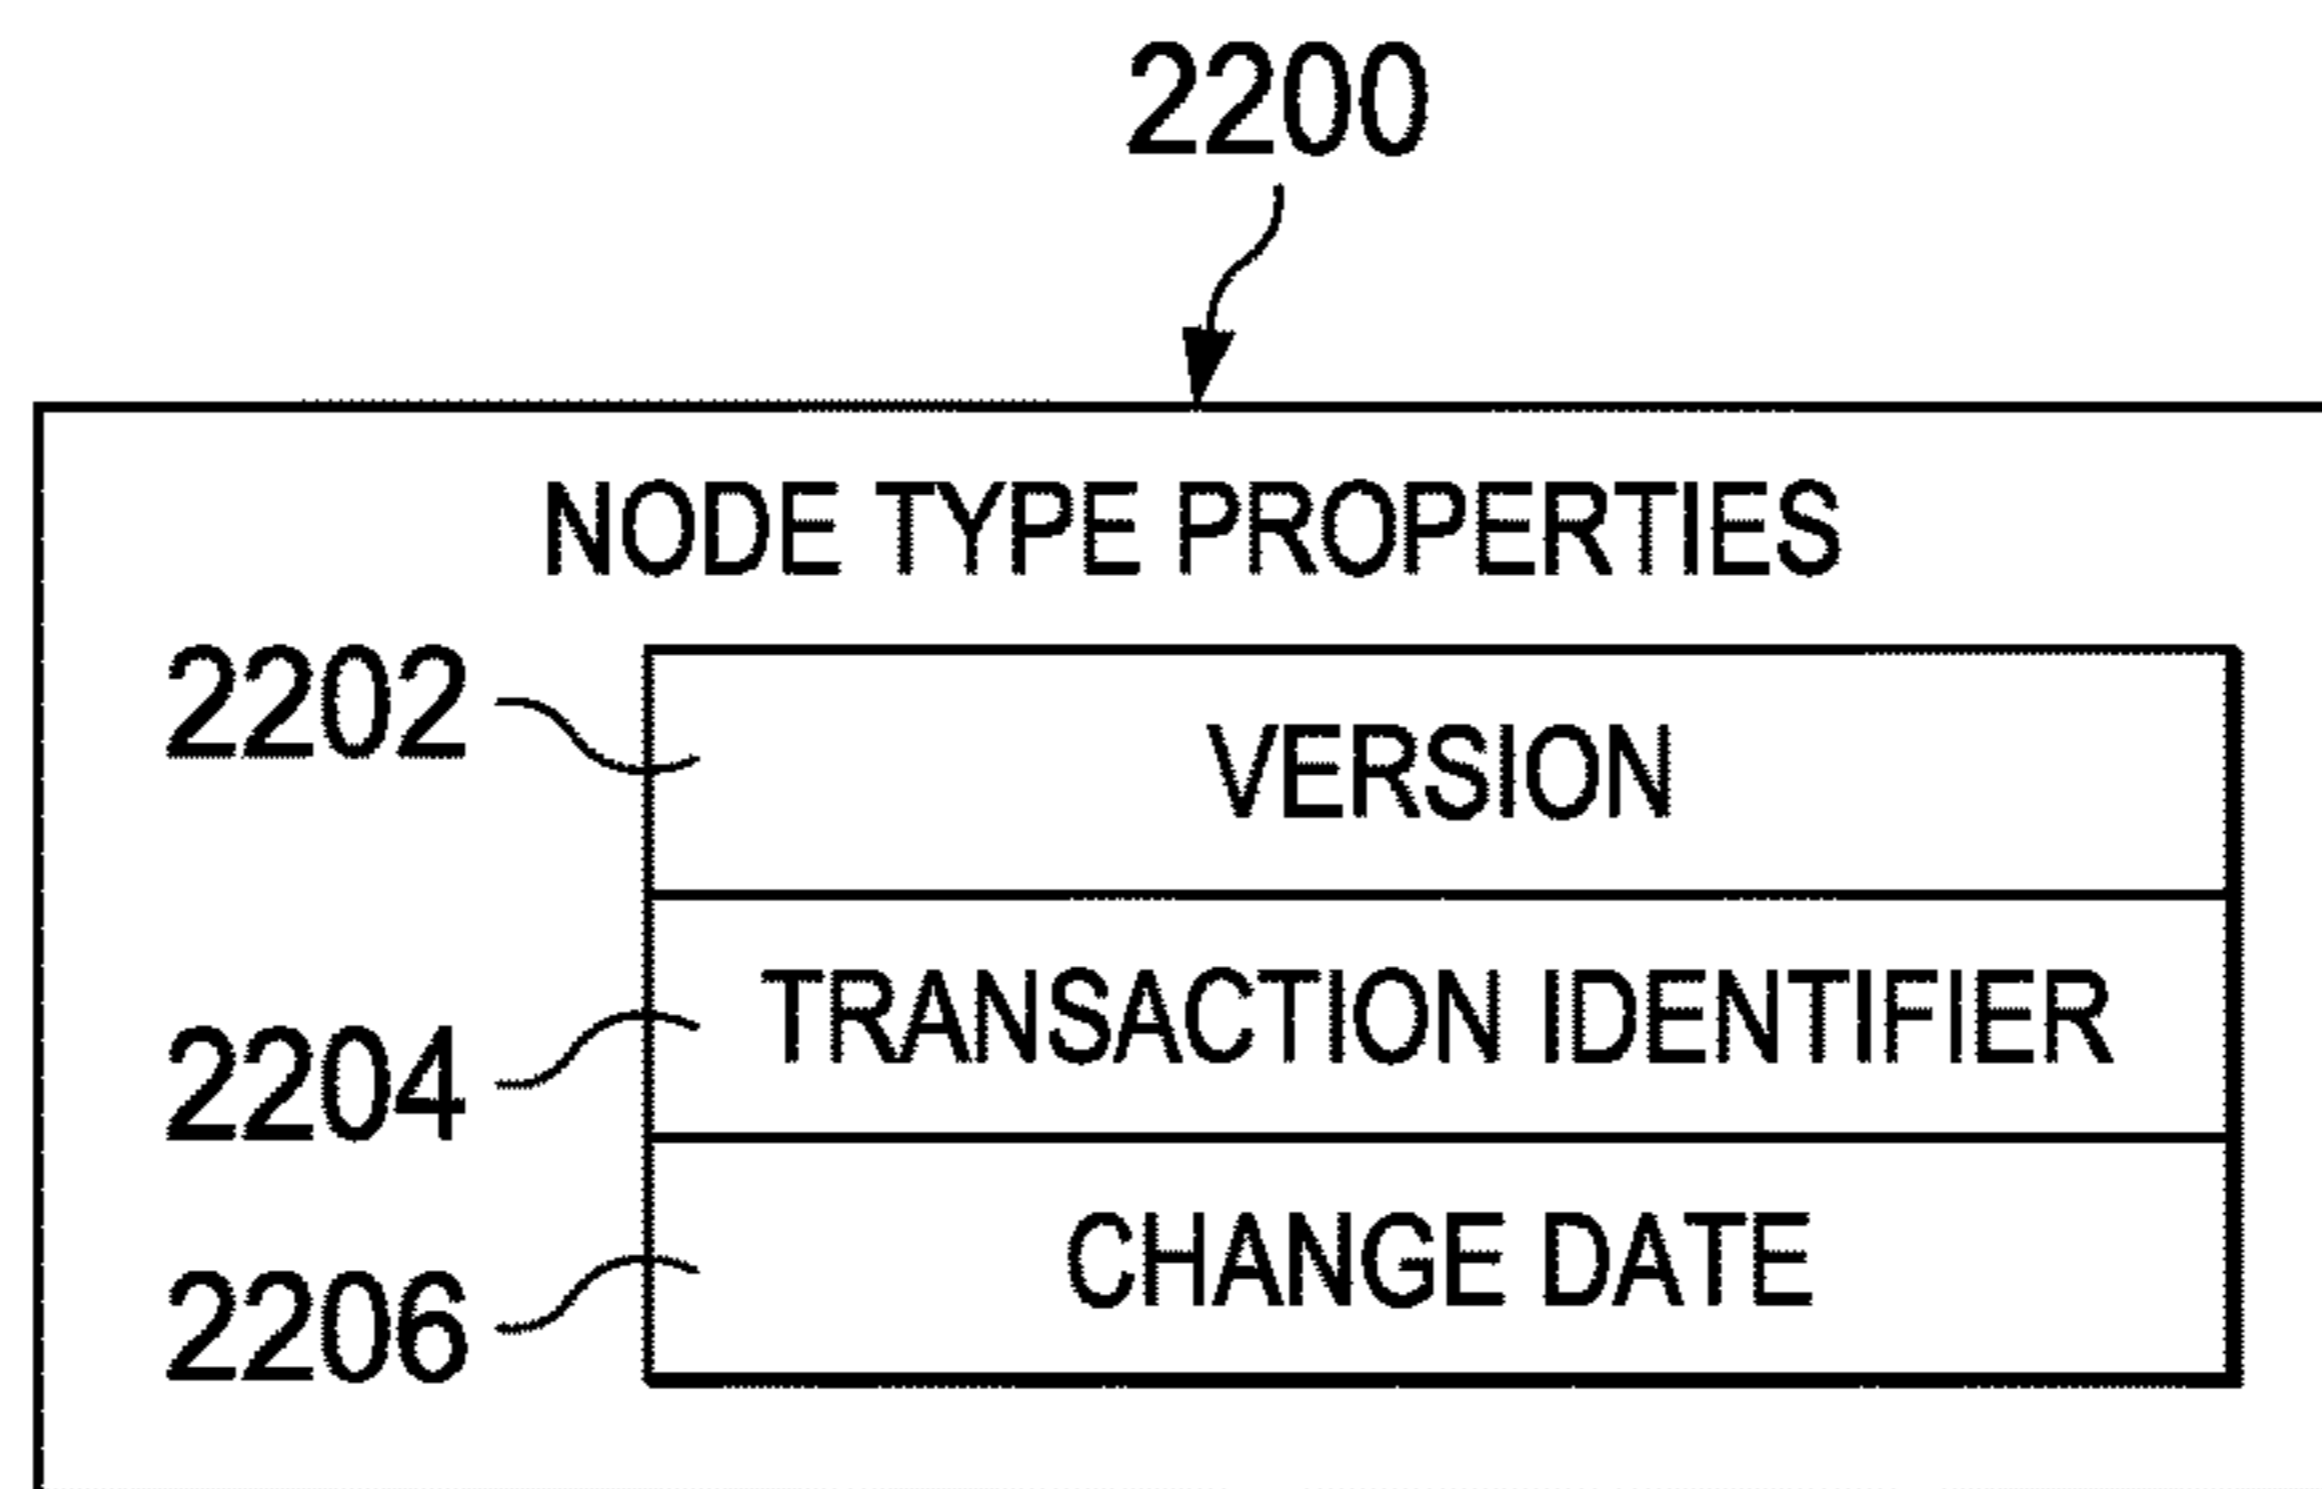 2200
NODE TYPE PROPERTIES
2202
VERSION
2204
TRANSACTION IDENTIFIER
2206
CHANGE DATE